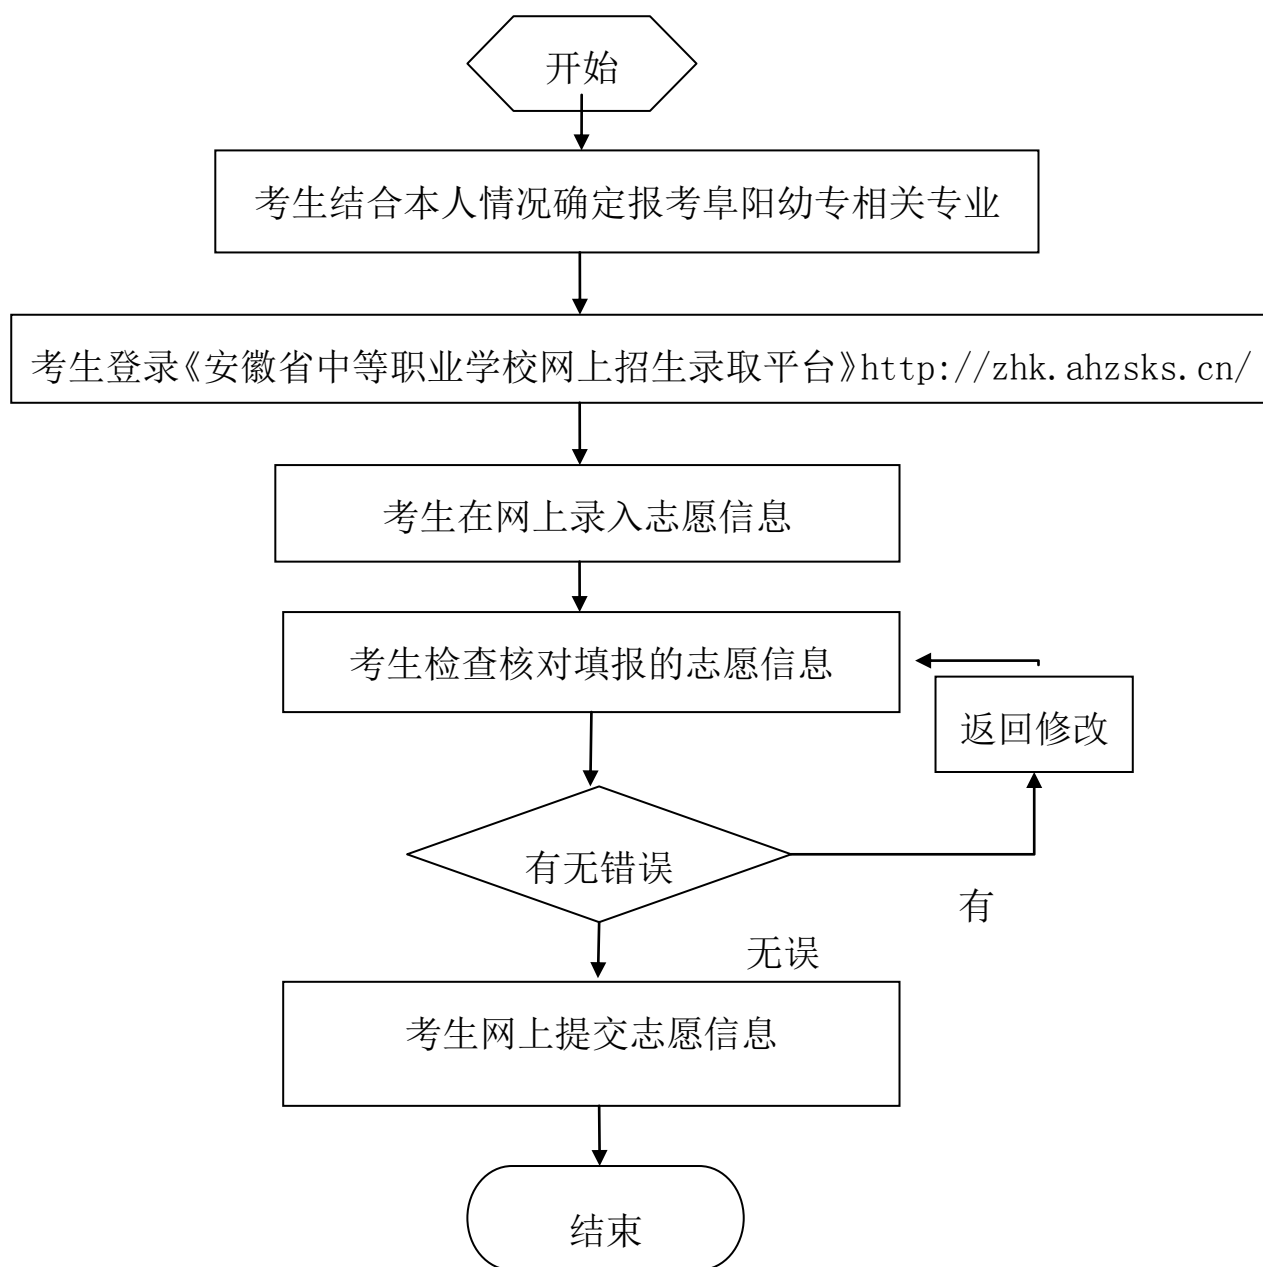 开始
考生结合本人情况确定报考阜阳幼专相关专业
考生登录《安徽省中等职业学校网上招生录取平台》http://zhk.ahzsks.cn/
考生在网上录入志愿信息
考生检查核对填报的志愿信息
返回修改
有无错误
有
无误
考生网上提交志愿信息
结束